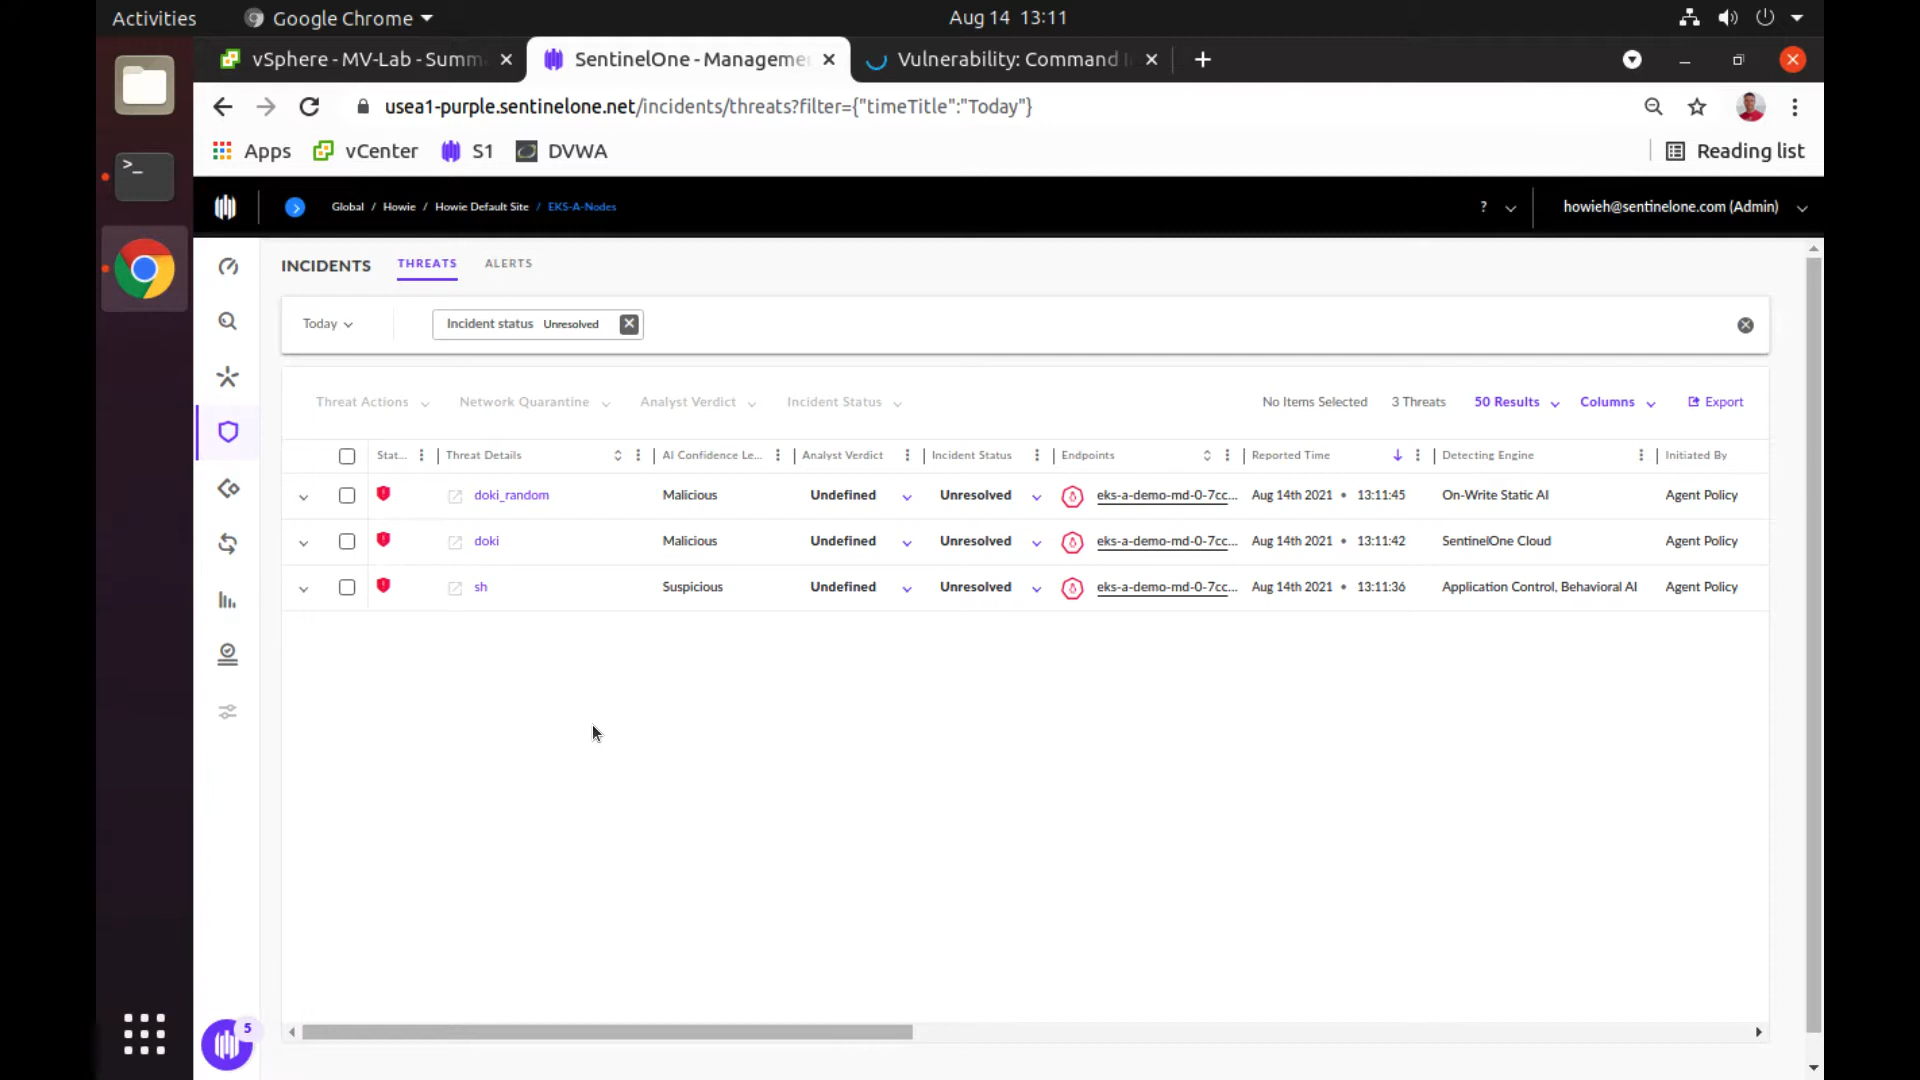 Activities Google Chrome Aug 14 13:11
vSphere - MV-Lab - Summ SentinelOne - Manageme Vulnerability: Command
usea1-purple.sentinelone.net/incidents/threats?filter={"timeTitle":"Today"}
Apps vCenter S1 DVWA Reading list
Global / Howie / Howie Default Site / EKS-A-Nodes ? howieh@sentinelone.com (Admin)
INCIDENTS THREATS ALERTS
Today Incident status Unresolved
Threat Actions Network Quarantine Analyst Verdict Incident Status No Items Selected 3 Threats 50 Results Columns Export
Stat... Threat Details AI Confidence Le... Analyst Verdict Incident Status Endpoints Reported Time Detecting Engine Initiated By
doki_random Malicious Undefined Unresolved eks-a-demo-md-0-7cc... Aug 14th 2021 • 13:11:45 On-Write Static AI Agent Policy
doki Malicious Undefined Unresolved eks-a-demo-md-0-7cc... Aug 14th 2021 • 13:11:42 SentinelOne Cloud Agent Policy
sh Suspicious Undefined Unresolved eks-a-demo-md-0-7cc... Aug 14th 2021 • 13:11:36 Application Control, Behavioral AI Agent Policy
5